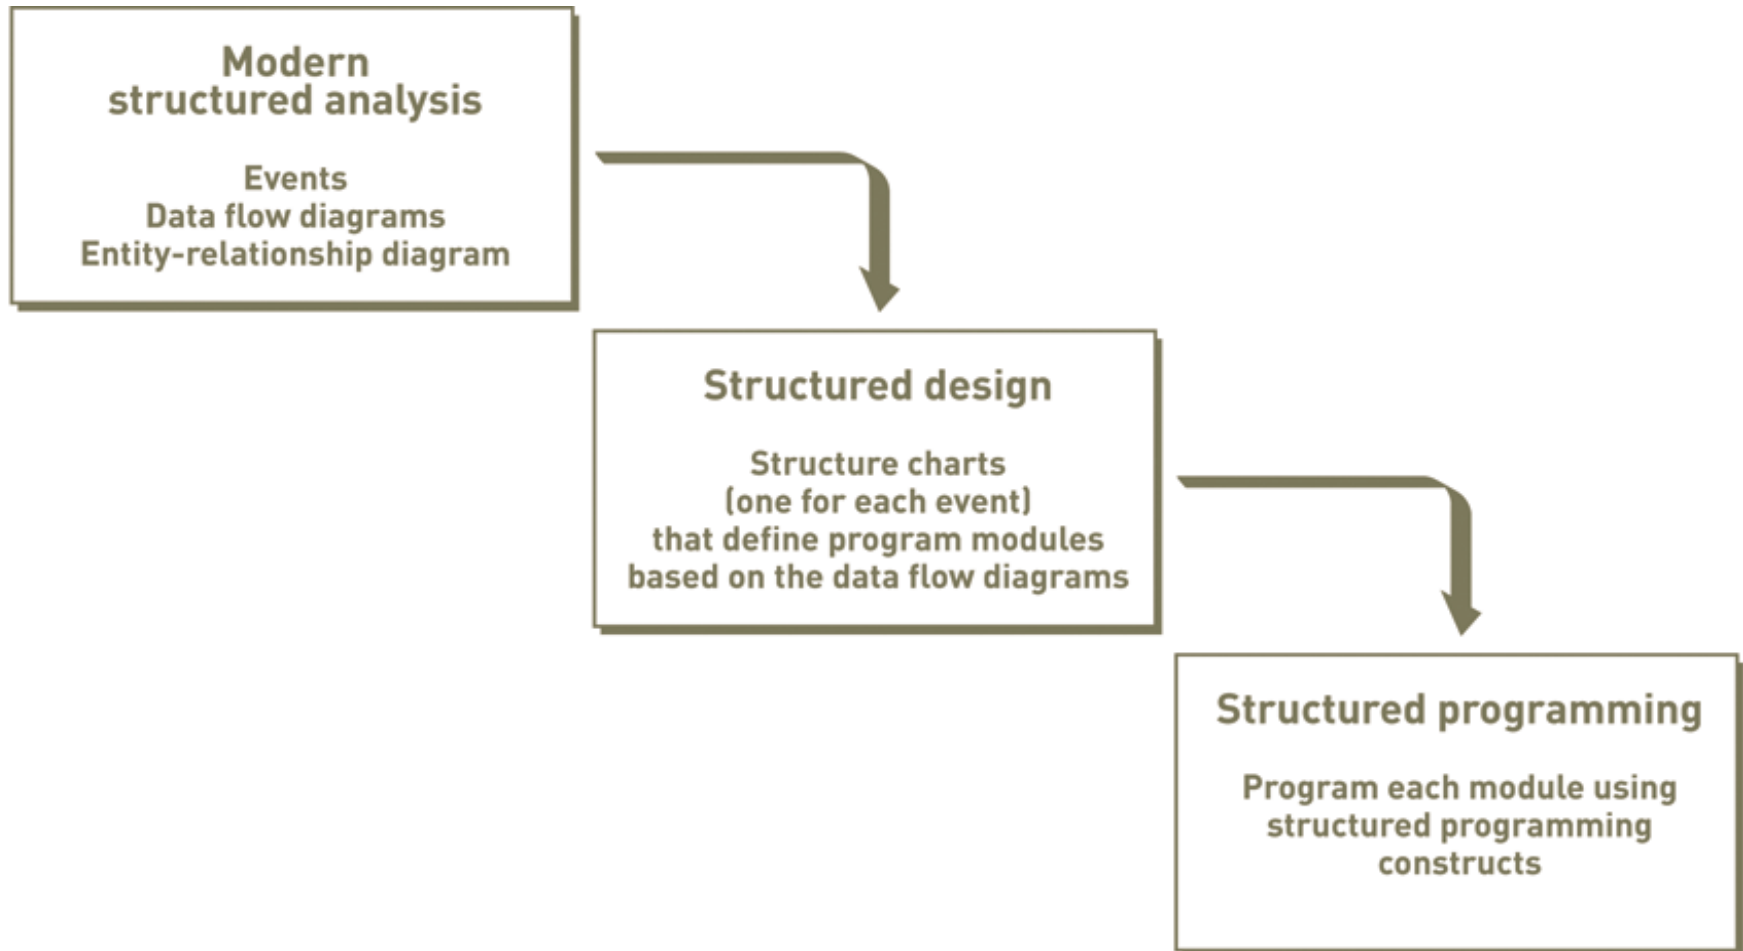 Modern
structured analysis
Events
Data flow diagrams
Entity-relationship diagram
Structured design
Structure charts
(one for each event)
that define program modules
based on the data flow diagrams
Structured programming
Program each module using
structured programming
constructs